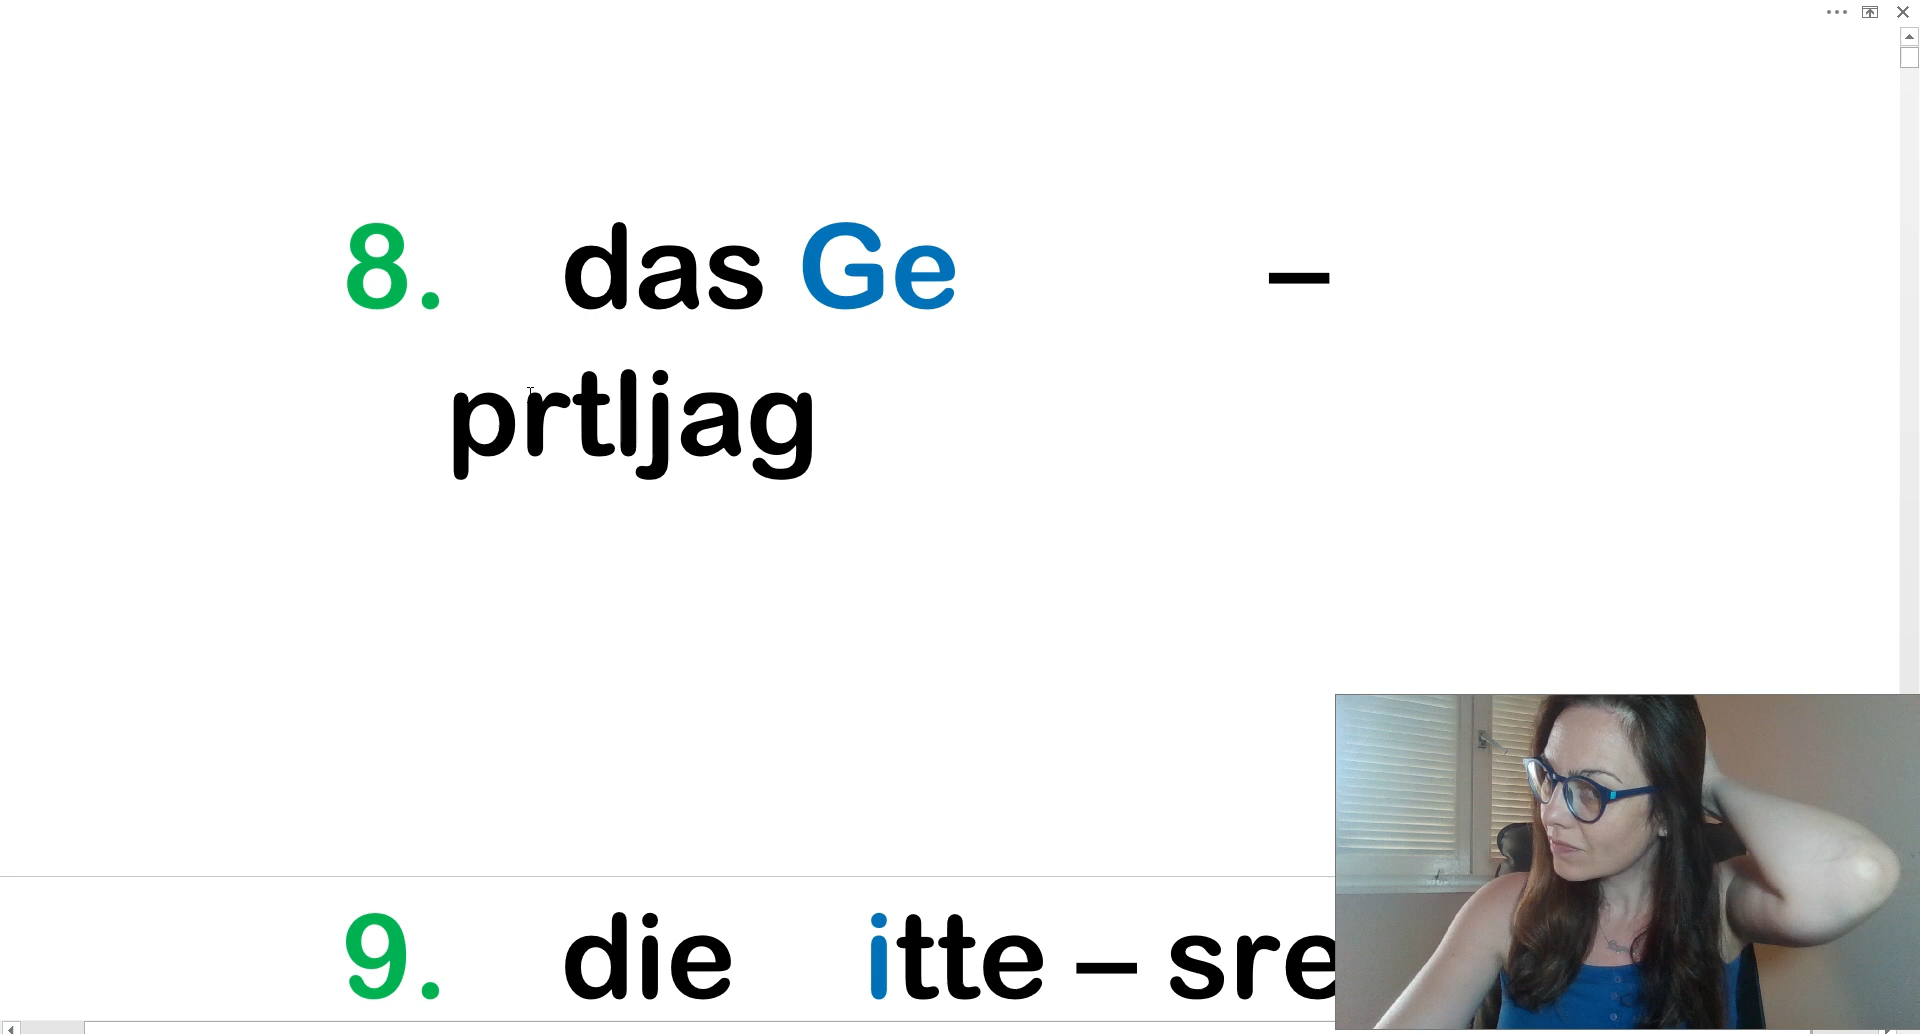 8. das Ge –
prtljag
9. die itte – sre